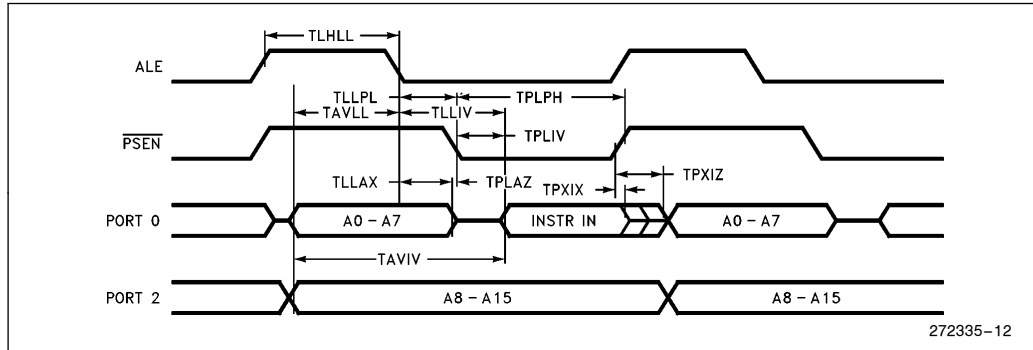 TLHLL
ALE
TLLPL
TPLPH
TAVLL
TLLIV
PSEN
TPLIV
TLLAX
TPLAZ
TPXIX
TPXIZ
PORT 0
A0 – A7
INSTR IN
A0 – A7
TAVIV
PORT 2
A8 – A15
A8 – A15
272335–12